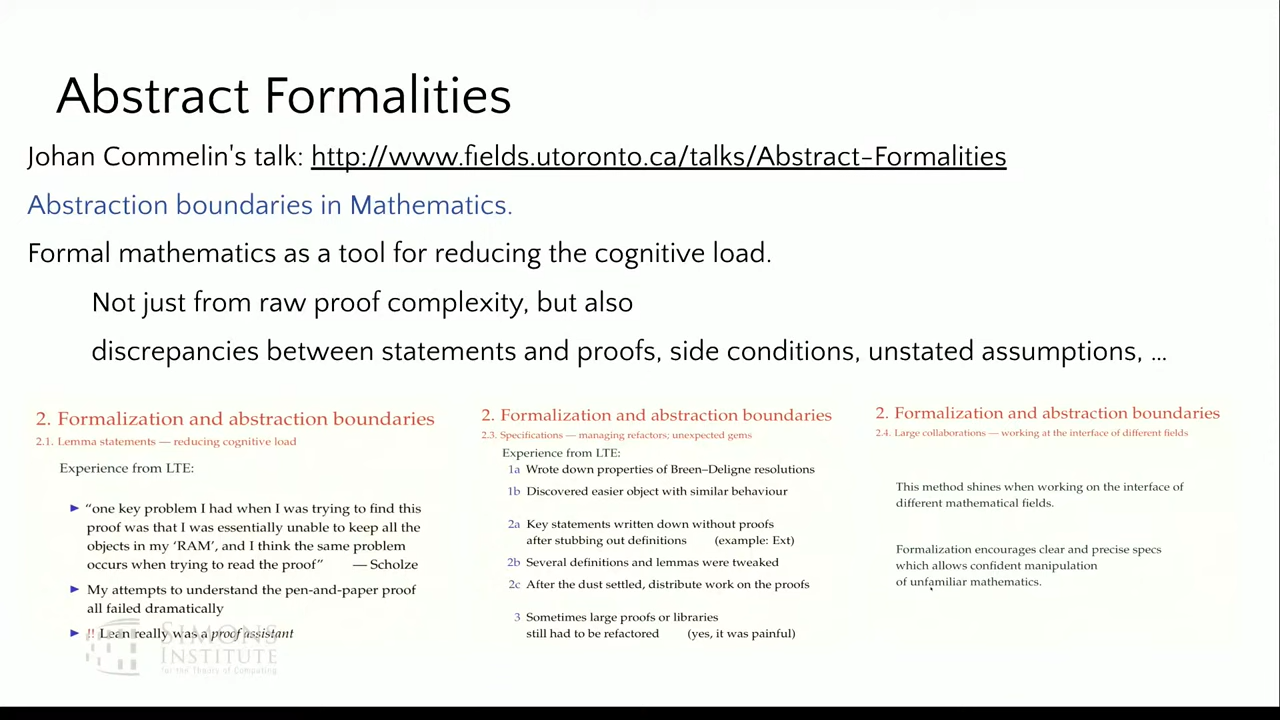 Abstract Formalities
Johan Commelin's talk: http://www.fields.utoronto.ca/talks/Abstract-Formalities
Abstraction boundaries in Mathematics.
Formal mathematics as a tool for reducing the cognitive load.
Not just from raw proof complexity, but also
discrepancies between statements and proofs, side conditions, unstated assumptions, ...
2. Formalization and abstraction boundaries
2.1. Lemma statements — reducing cognitive load
Experience from LTE:
► “one key problem I had when I was trying to find this
proof was that I was essentially unable to keep all the
objects in my ‘RAM’, and I think the same problem
occurs when trying to read the proof” — Scholze
► My attempts to understand the pen-and-paper proof
all failed dramatically
► !! Lean really was a proof assistant
2. Formalization and abstraction boundaries
2.3. Specifications — managing refactors; unexpected gems
Experience from LTE:
1a Wrote down properties of Breen–Deligne resolutions
1b Discovered easier object with similar behaviour
2a Key statements written down without proofs
after stubbing out definitions (example: Ext)
2b Several definitions and lemmas were tweaked
2c After the dust settled, distribute work on the proofs
3 Sometimes large proofs or libraries
still had to be refactored (yes, it was painful)
2. Formalization and abstraction boundaries
2.4. Large collaborations — working at the interface of different fields
This method shines when working on the interface of
different mathematical fields.
Formalization encourages clear and precise specs
which allows confident manipulation
of unfamiliar mathematics.
SIMONS
INSTITUTE
for the Theory of Computing